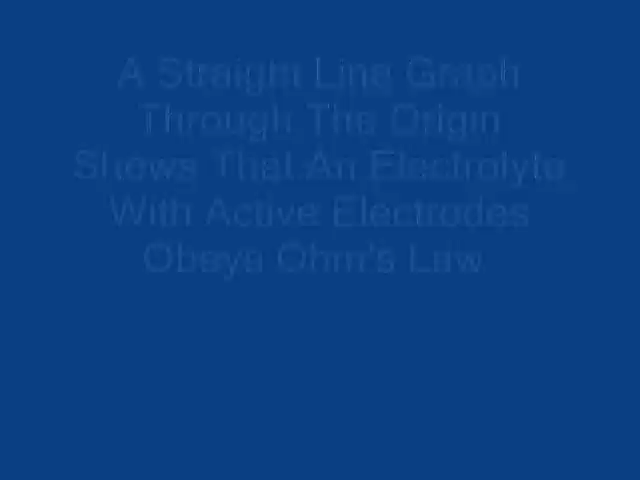 A Straight Line Graph
Through The Origin
Shows That An Electrolyte
With Active Electrodes
Obeys Ohm's Law